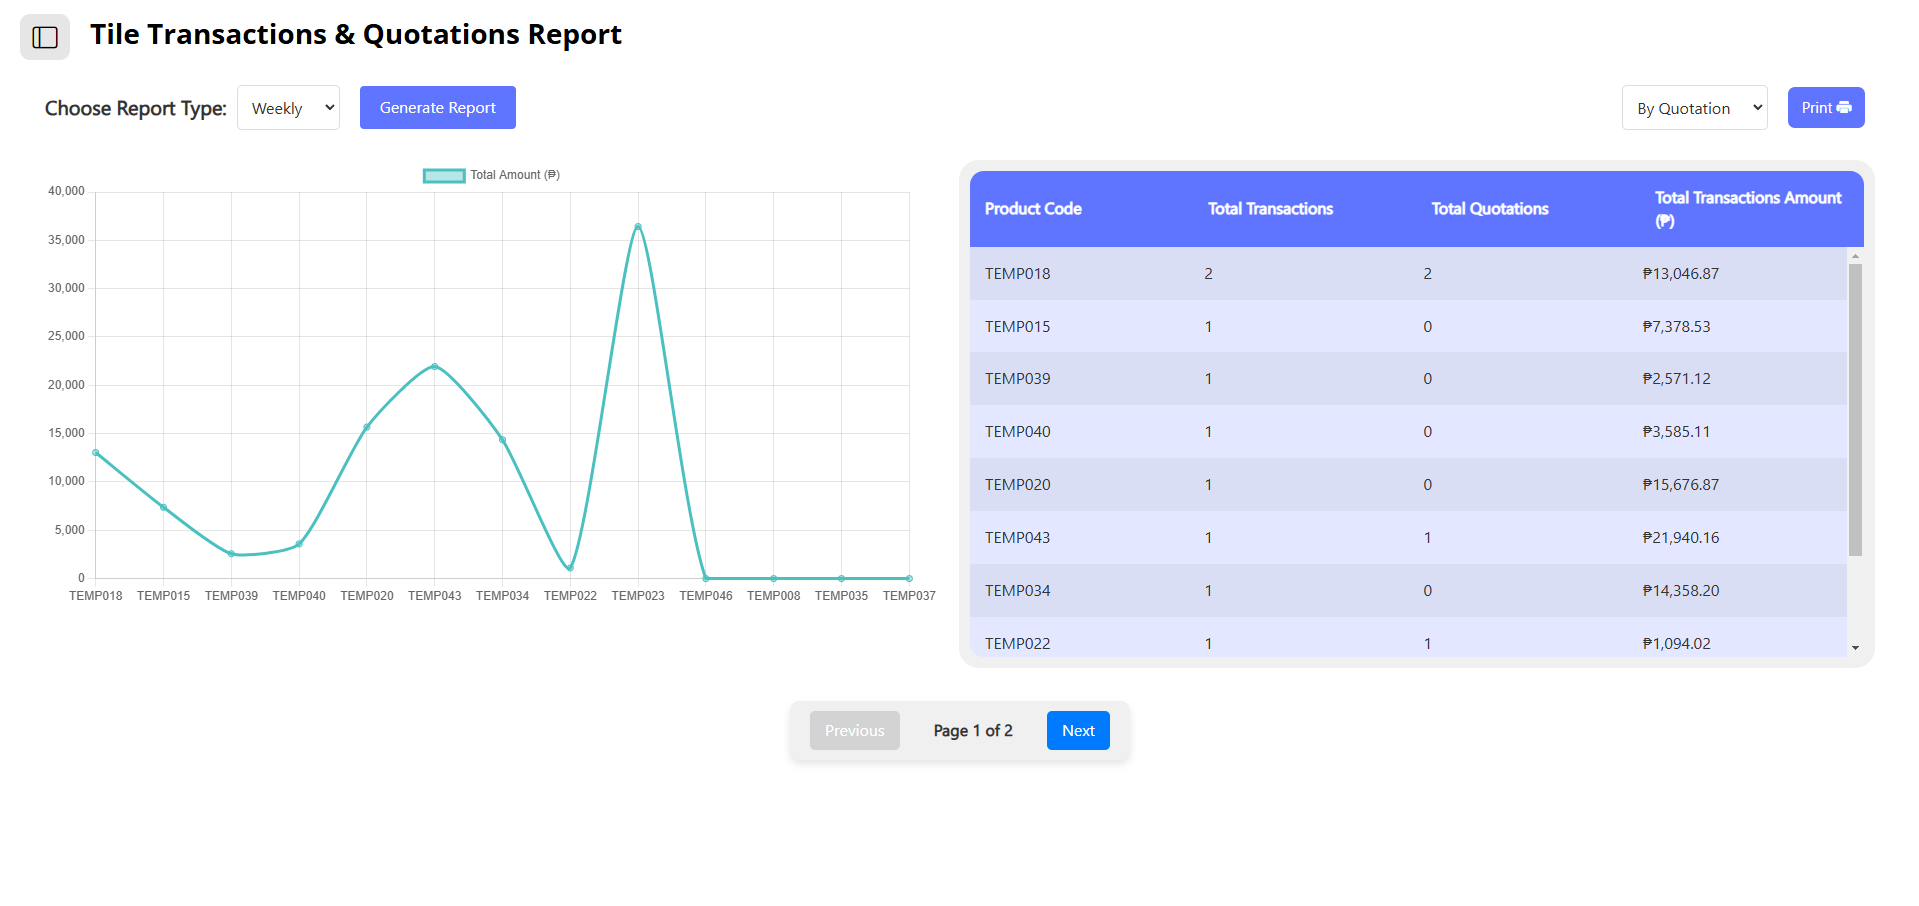 Tile Transactions & Quotations Report
Choose Report Type:
Weekly
Generate Report
By Quotation
Print
Total Amount (₱)
40,000
35,000
30,000
25,000
20,000
15,000
10,000
5,000
0
TEMP018 TEMP015 TEMP039 TEMP040 TEMP020 TEMP043 TEMP034 TEMP022 TEMP023 TEMP046 TEMP008 TEMP035 TEMP037
Product Code Total Transactions Total Quotations Total Transactions Amount
(₱)
TEMP018 2 2 ₱13,046.87
TEMP015 1 0 ₱7,378.53
TEMP039 1 0 ₱2,571.12
TEMP040 1 0 ₱3,585.11
TEMP020 1 0 ₱15,676.87
TEMP043 1 1 ₱21,940.16
TEMP034 1 0 ₱14,358.20
TEMP022 1 1 ₱1,094.02
Previous
Page 1 of 2
Next